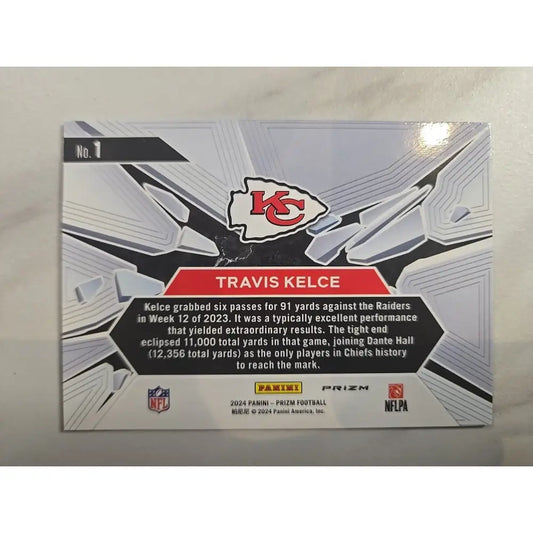 No. 1
KC
TRAVIS KELCE
Kelce grabbed six passes for 91 yards against the Raiders
in Week 12 of 2023. It was a typically excellent performance
that yielded extraordinary results. The tight end
eclipsed 11,000 total yards in that game, joining Dante Hall
(12,356 total yards) as the only players in Chiefs history
to reach the mark.
NFL
PANINI
PRIZM
NFLPA
2024 PANINI – PRIZM FOOTBALL
© 2024 Panini America, Inc.